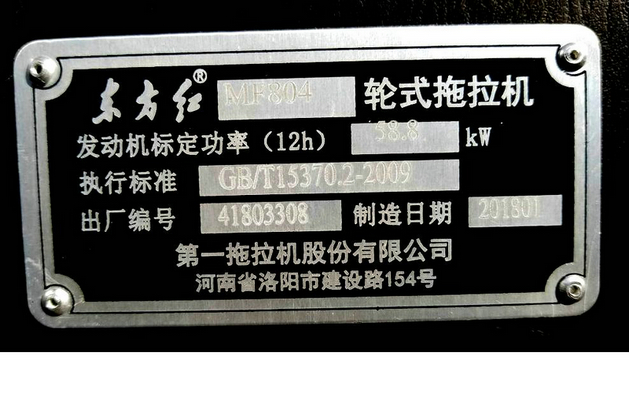 东方红® MF804 轮式拖拉机
发动机标定功率（12h） 58.8 kW
执行标准 GB/T15370.2-2009
出厂编号 41803308 制造日期 201801
第一拖拉机股份有限公司
河南省洛阳市建设路154号